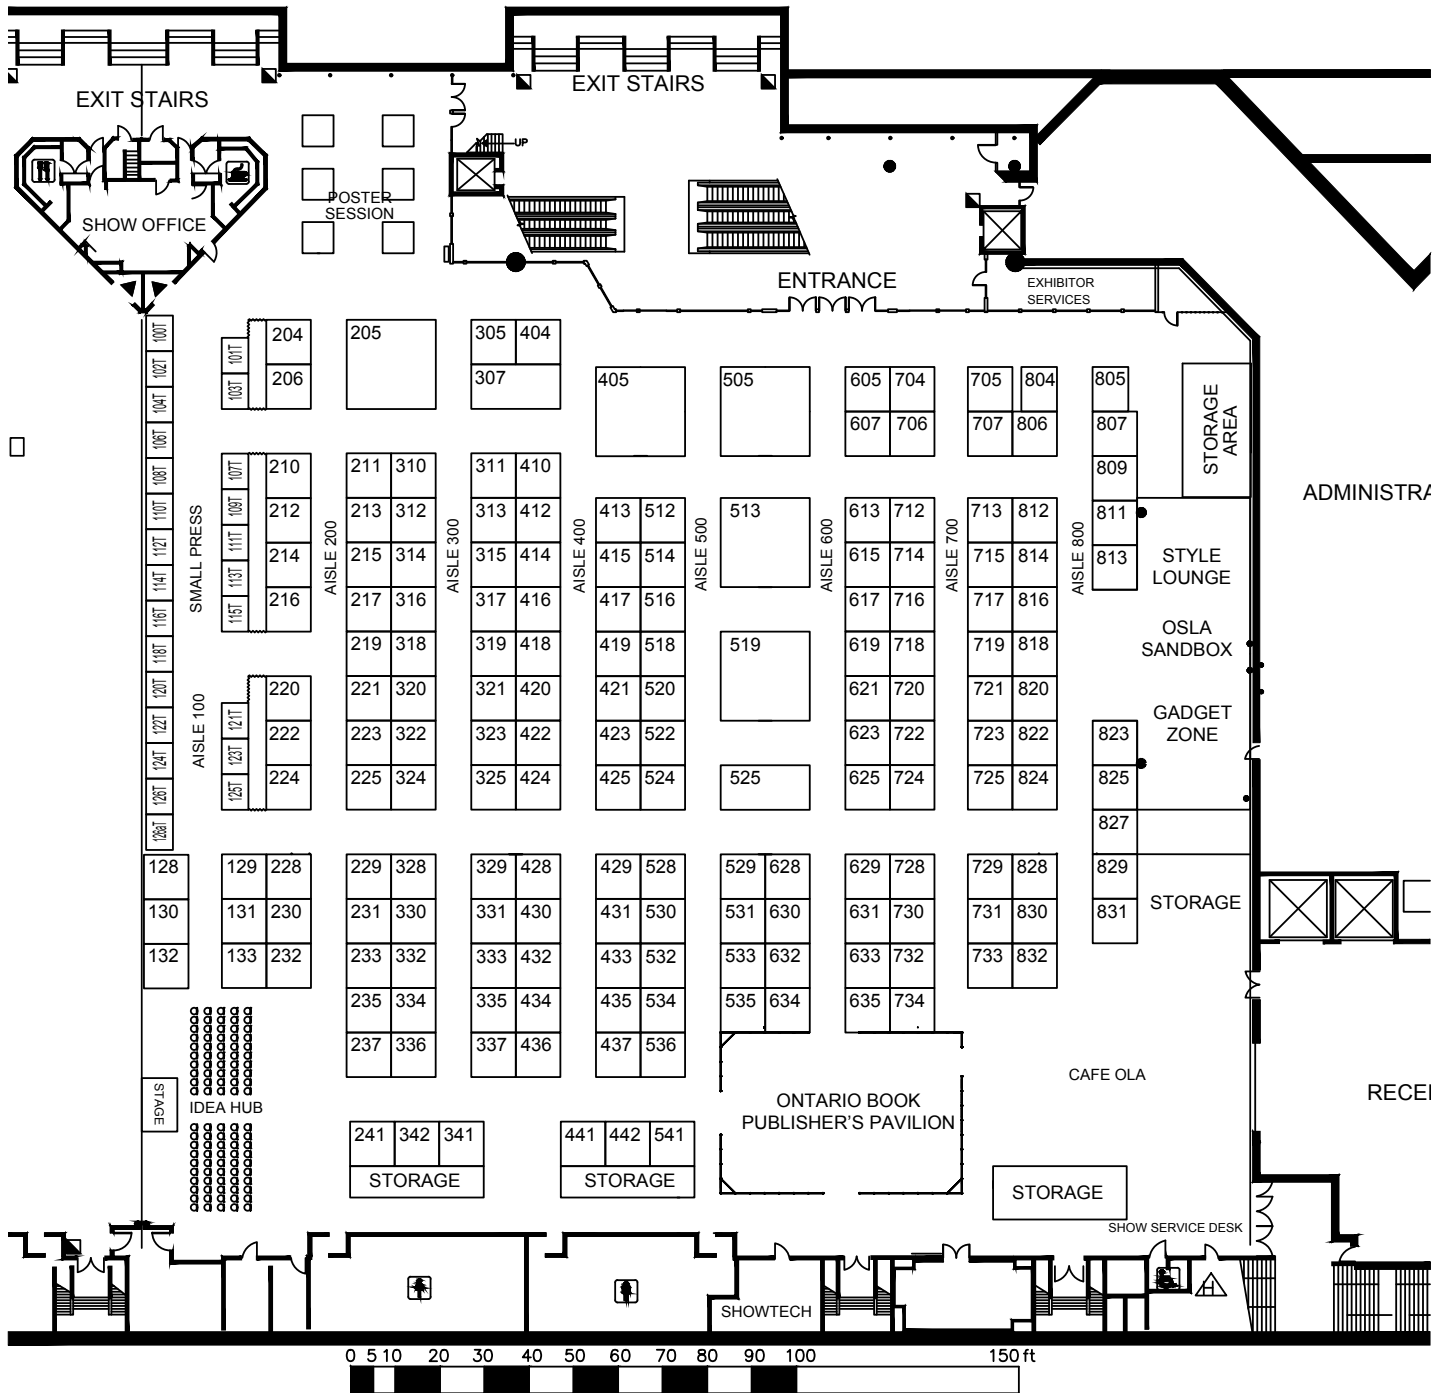 EXIT STAIRS
EXIT STAIRS
UP
POSTER
SESSION
SHOW OFFICE
ENTRANCE
EXHIBITOR
SERVICES
100T
102T
104T
106T
108T
110T
112T
114T
116T
118T
120T
122T
124T
126T
126aT
SMALL PRESS
AISLE 100
101T
103T
107T
109T
111T
113T
115T
121T
123T
125T
204
206
210
212
214
216
220
222
224
AISLE 200
205
211 310
213 312
215 314
217 316
219 318
221 320
223 322
225 324
AISLE 300
305 404
307
311 410
313 412
315 414
317 416
319 418
321 420
323 422
325 424
AISLE 400
405
413 512
415 514
417 516
419 518
421 520
423 522
425 524
AISLE 500
505
513
519
525
AISLE 600
605 704
607 706
613 712
615 714
617 716
619 718
621 720
623 722
625 724
AISLE 700
705 804
707 806
713 812
715 814
717 816
719 818
721 820
723 822
725 824
AISLE 800
805
807
809
811
813
823
825
827
829
831
STORAGE
AREA
STYLE
LOUNGE
OSLA
SANDBOX
GADGET
ZONE
STORAGE
ADMINISTRA
128
130
132
129 228
131 230
133 232
229 328
231 330
233 332
235 334
237 336
329 428
331 430
333 432
335 434
337 436
429 528
431 530
433 532
435 534
437 536
529 628
531 630
533 632
535 634
629 728
631 730
633 732
635 734
729 828
731 830
733 832
STAGE
IDEA HUB
241 342 341
STORAGE
441 442 541
STORAGE
ONTARIO BOOK
PUBLISHER'S PAVILION
CAFE OLA
RECEI
STORAGE
SHOW SERVICE DESK
SHOWTECH
H
0 5 10 20 30 40 50 60 70 80 90 100 150 ft